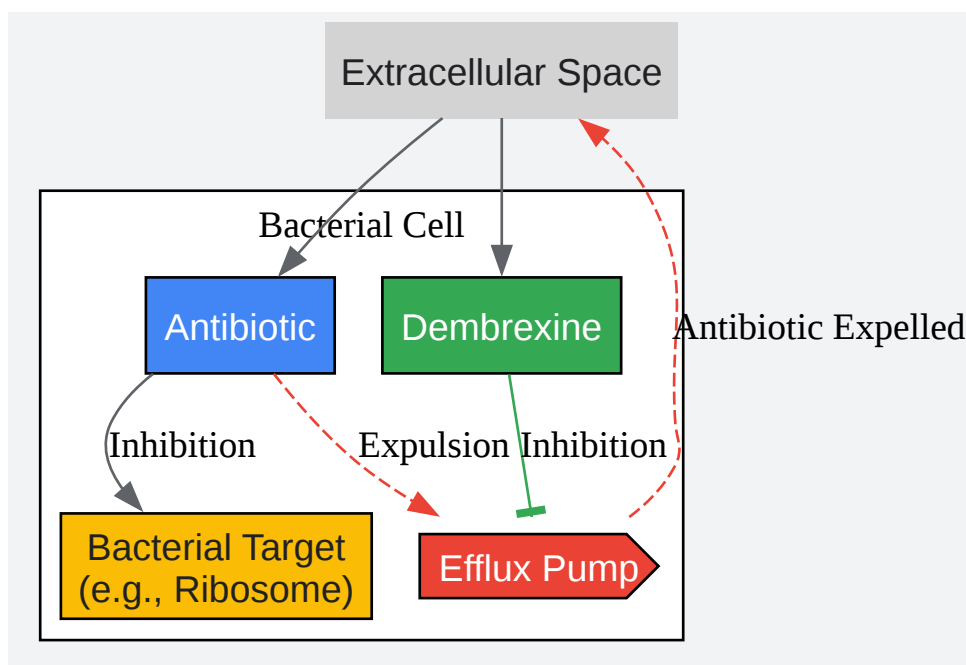 Extracellular Space
Bacterial Cell
Antibiotic
Dembrexine
Antibiotic Expelled
Inhibition
Expulsion
Inhibition
Bacterial Target
(e.g., Ribosome)
Efflux Pump